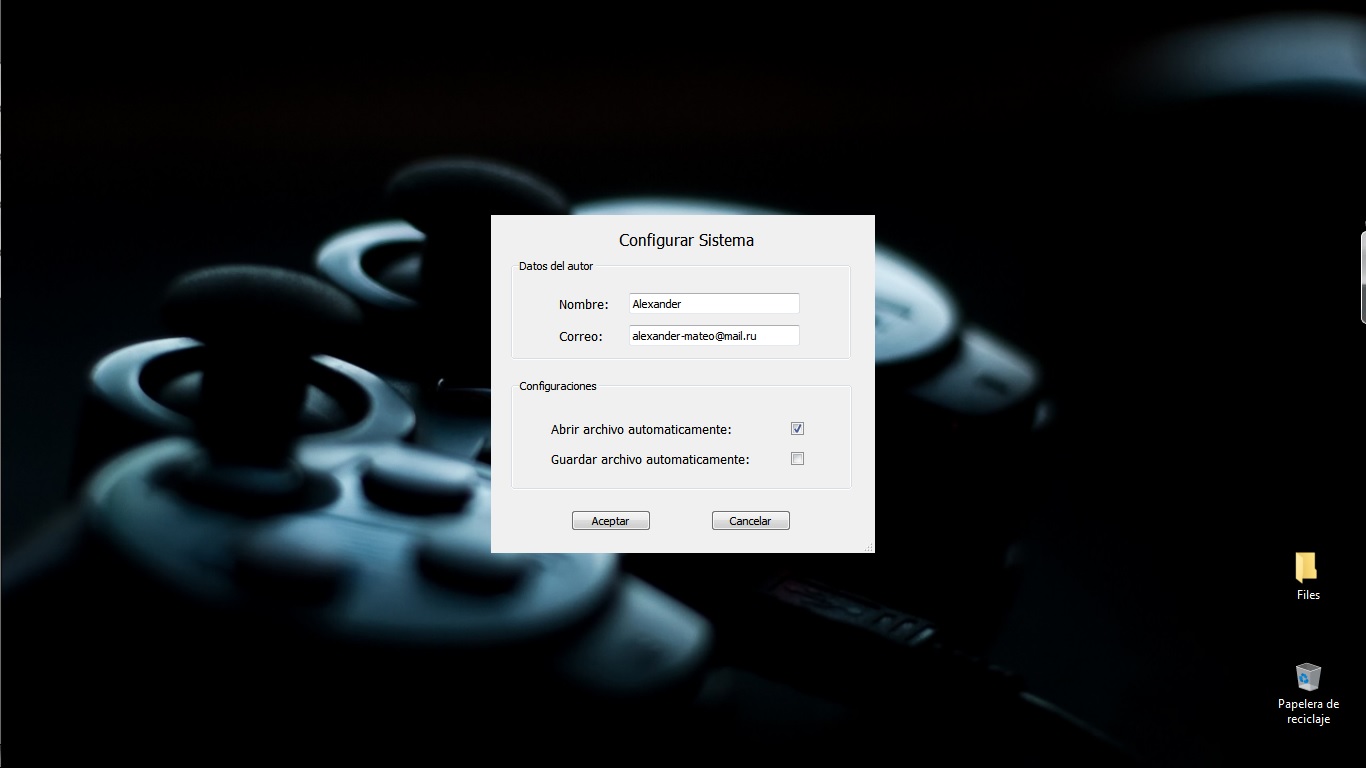 Configurar Sistema
Datos del autor
Nombre: Alexander
Correo: alexander-mateo@mail.ru
Configuraciones
Abrir archivo automaticamente:
Guardar archivo automaticamente:
Aceptar Cancelar
Files
Papelera de
reciclaje